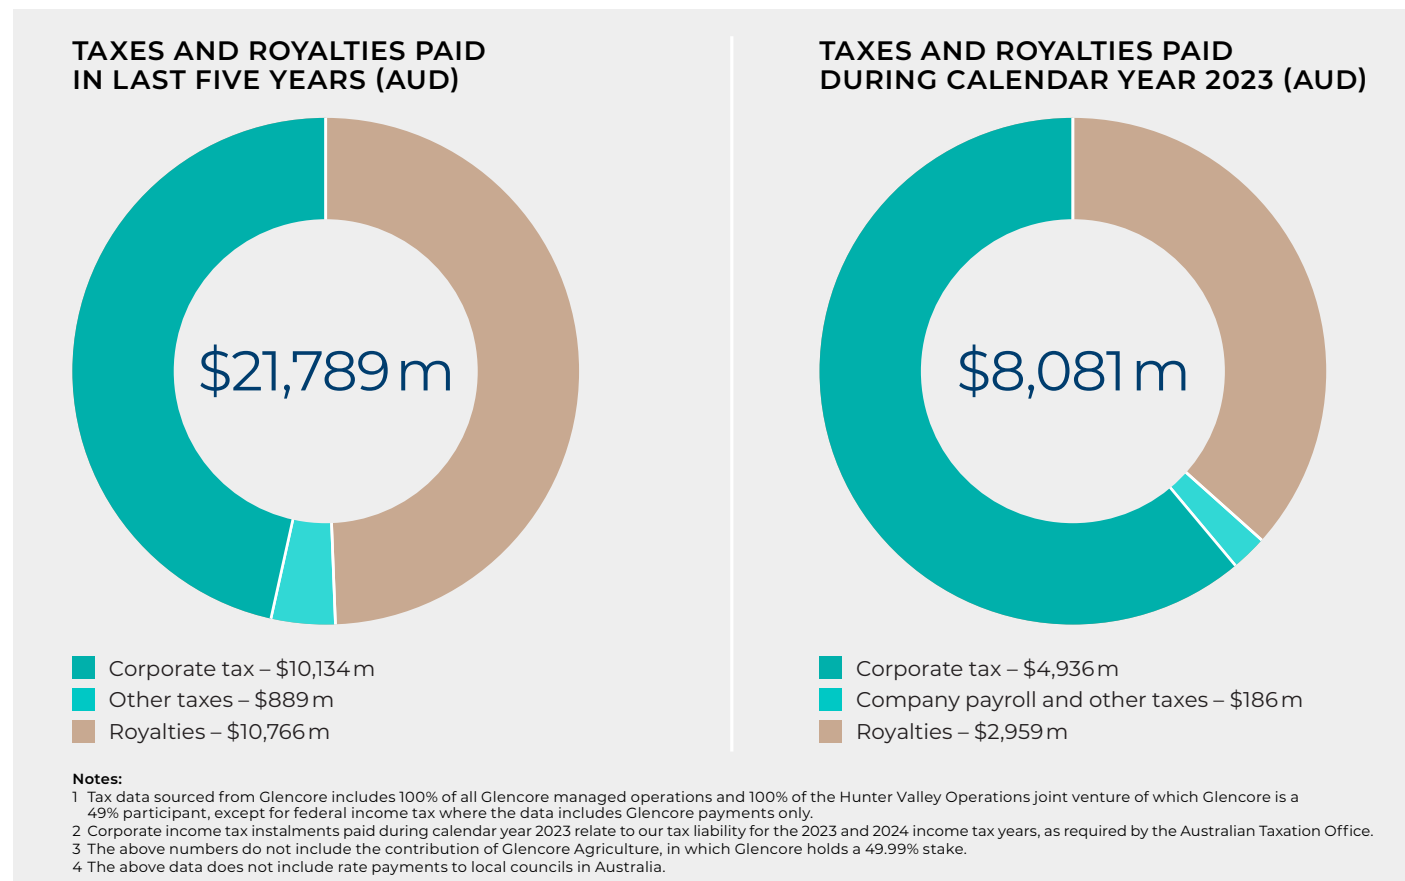 TAXES AND ROYALTIES PAID
IN LAST FIVE YEARS (AUD)
$21,789 m
Corporate tax – $10,134 m
Other taxes – $889 m
Royalties – $10,766 m
TAXES AND ROYALTIES PAID
DURING CALENDAR YEAR 2023 (AUD)
$8,081 m
Corporate tax – $4,936 m
Company payroll and other taxes – $186 m
Royalties – $2,959 m
Notes:
1 Tax data sourced from Glencore includes 100% of all Glencore managed operations and 100% of the Hunter Valley Operations joint venture of which Glencore is a
49% participant, except for federal income tax where the data includes Glencore payments only.
2 Corporate income tax instalments paid during calendar year 2023 relate to our tax liability for the 2023 and 2024 income tax years, as required by the Australian Taxation Office.
3 The above numbers do not include the contribution of Glencore Agriculture, in which Glencore holds a 49.99% stake.
4 The above data does not include rate payments to local councils in Australia.